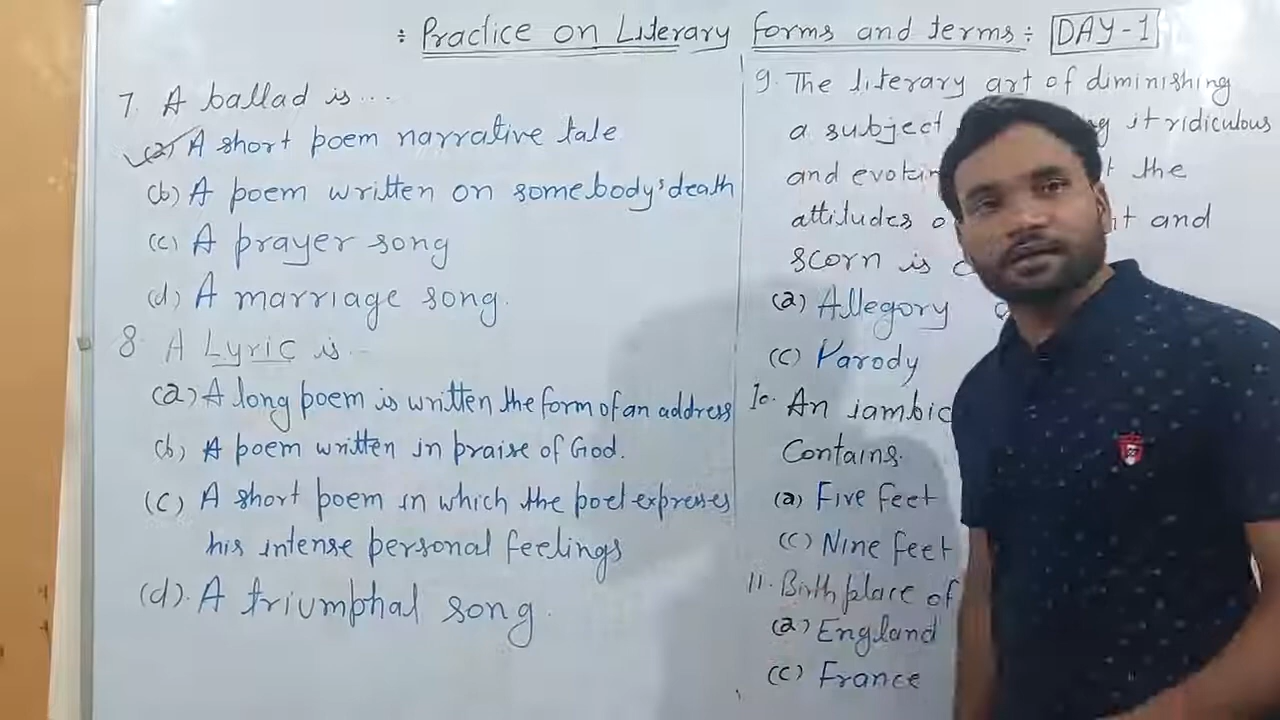 : Practice on Literary forms and terms : DAY-1
7. A ballad is...
(a) A short poem narrative tale
(b) A poem written on somebody's death
(c) A prayer song
(d) A marriage song.
8. A Lyric is..
(a) A long poem is written the form of an address
(b) A poem written in praise of God.
(c) A short poem in which the poet expresses
his intense personal feelings
(d). A triumphal song.
9. The literary art of diminishing
a subject it ridiculous
and the
attitudes and
scorn is
(a) Allegory
(c) Parody
10. An iambic
Contains.
(a) Five feet
(c) Nine feet
11. Birth place of
(a) England
(c) France